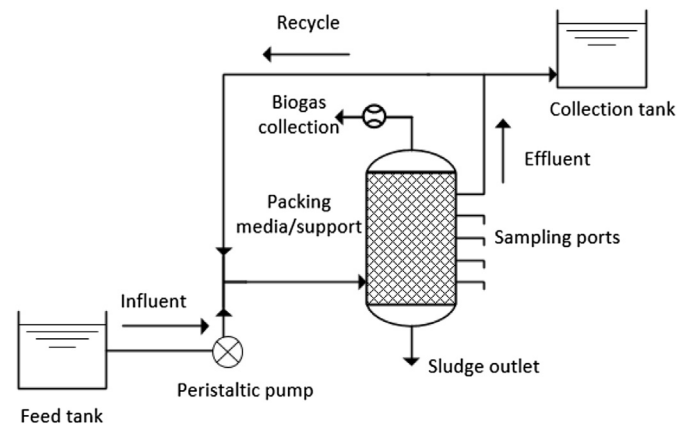 Recycle
Biogas
collection
Collection tank
Effluent
Packing
media/support
Sampling ports
Influent
Sludge outlet
Peristaltic pump
Feed tank